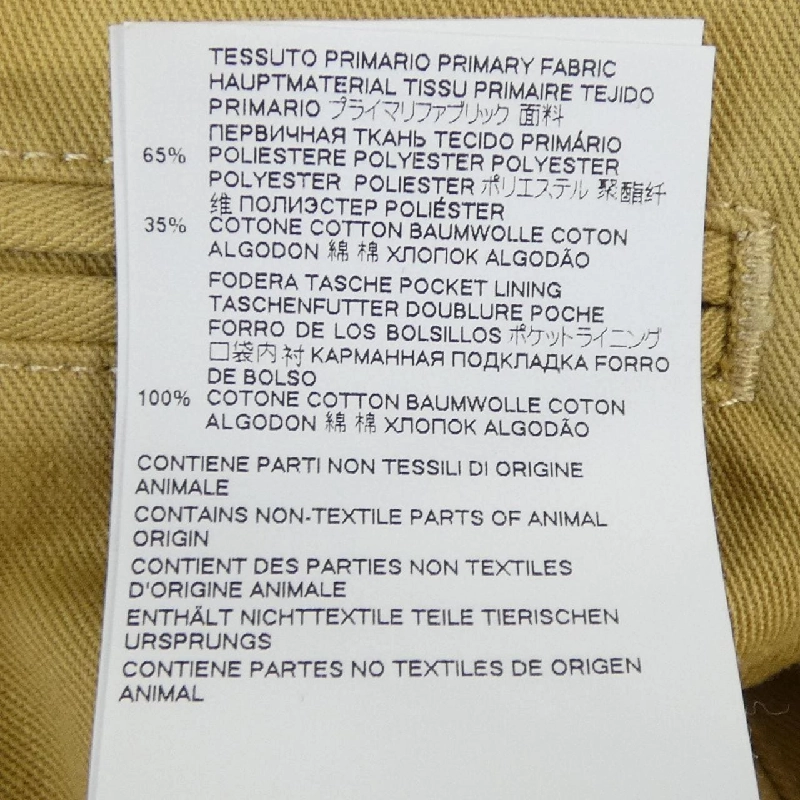 TESSUTO PRIMARIO PRIMARY FABRIC
HAUPTMATERIAL TISSU PRIMAIRE TEJIDO
PRIMARIO プライマリファブリック 面料
ПЕРВИЧНАЯ ТКАНЬ TECIDO PRIMÁRIO
65% POLIESTERE POLYESTER POLYESTER
POLYESTER POLIESTER ポリエステル 聚酯纤
维 ПОЛИЭСТЕР POLIÉSTER
35% COTONE COTTON BAUMWOLLE COTON
ALGODON 綿 棉 ХЛОПОК ALGODÃO
FODERA TASCHE POCKET LINING
TASCHENFUTTER DOUBLURE POCHE
FORRO DE LOS BOLSILLOS ポケットライニング
口袋内衬 КАРМАННАЯ ПОДКЛАДКА FORRO
DE BOLSO
100% COTONE COTTON BAUMWOLLE COTON
ALGODON 綿 棉 ХЛОПОК ALGODÃO
CONTIENE PARTI NON TESSILI DI ORIGINE
ANIMALE
CONTAINS NON-TEXTILE PARTS OF ANIMAL
ORIGIN
CONTIENT DES PARTIES NON TEXTILES
D'ORIGINE ANIMALE
ENTHÄLT NICHTTEXTILE TEILE TIERISCHEN
URSPRUNGS
CONTIENE PARTES NO TEXTILES DE ORIGEN
ANIMAL